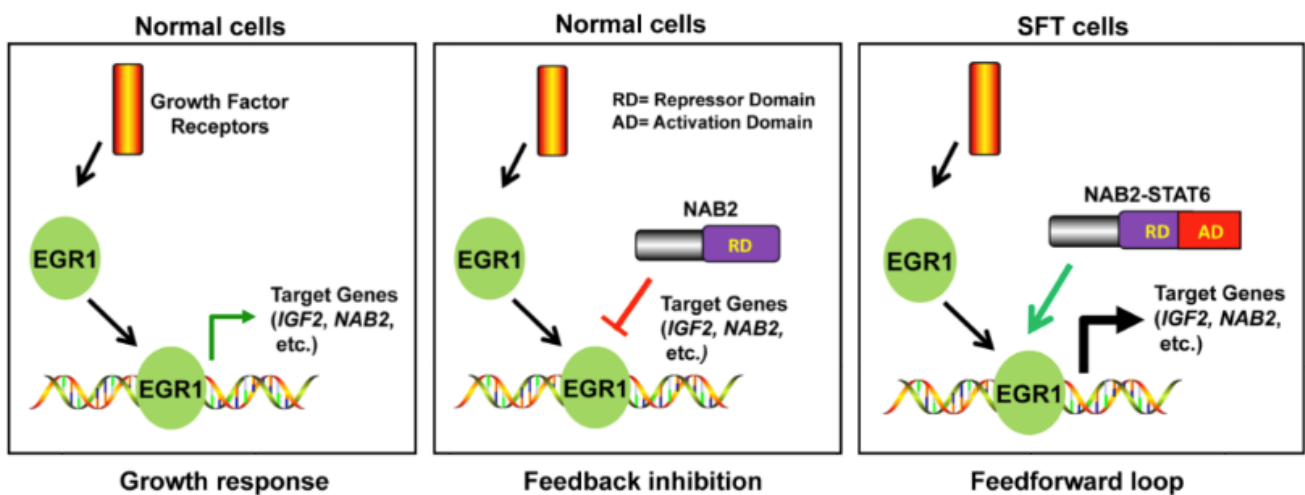 Normal cells
Growth Factor
Receptors
EGR1
Target Genes
(IGF2, NAB2,
etc.)
EGR1
Growth response
Normal cells
RD= Repressor Domain
AD= Activation Domain
NAB2
RD
EGR1
Target Genes
(IGF2, NAB2,
etc.)
EGR1
Feedback inhibition
SFT cells
NAB2-STAT6
RD
AD
EGR1
Target Genes
(IGF2, NAB2,
etc.)
EGR1
Feedforward loop